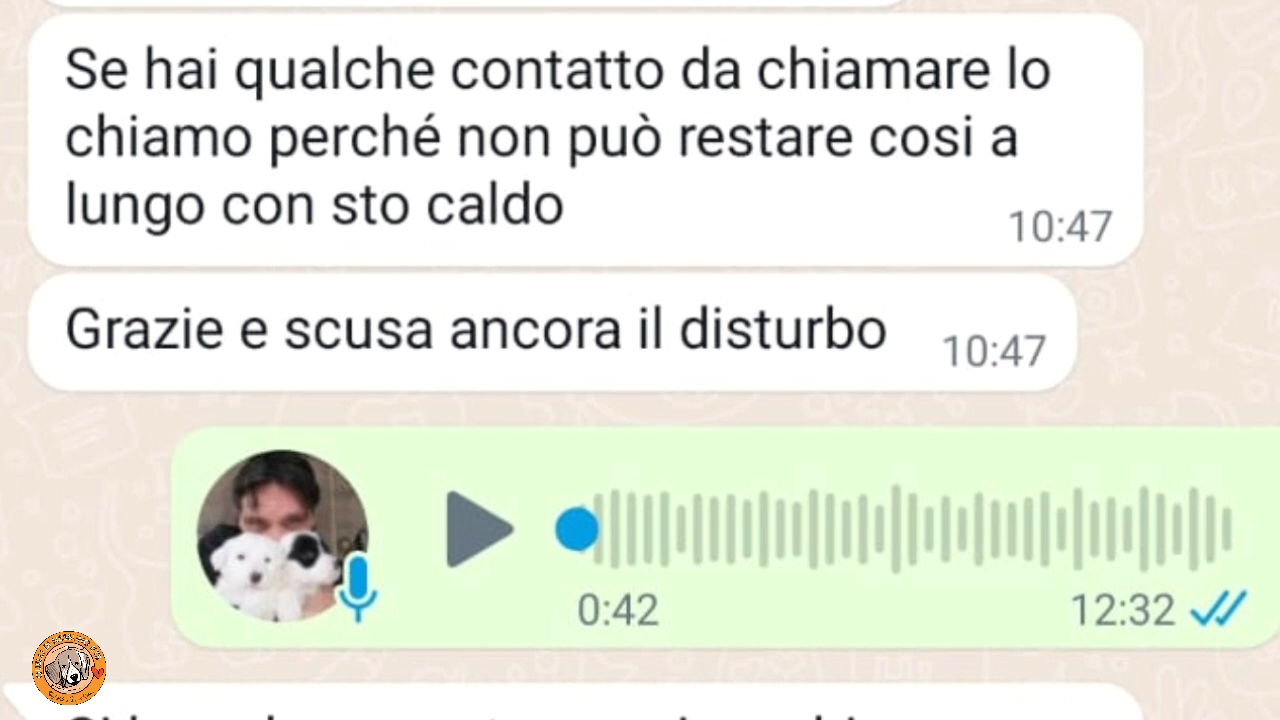 Se hai qualche contatto da chiamare lo
chiamo perché non può restare cosi a
lungo con sto caldo
10:47
Grazie e scusa ancora il disturbo
10:47
0:42
12:32